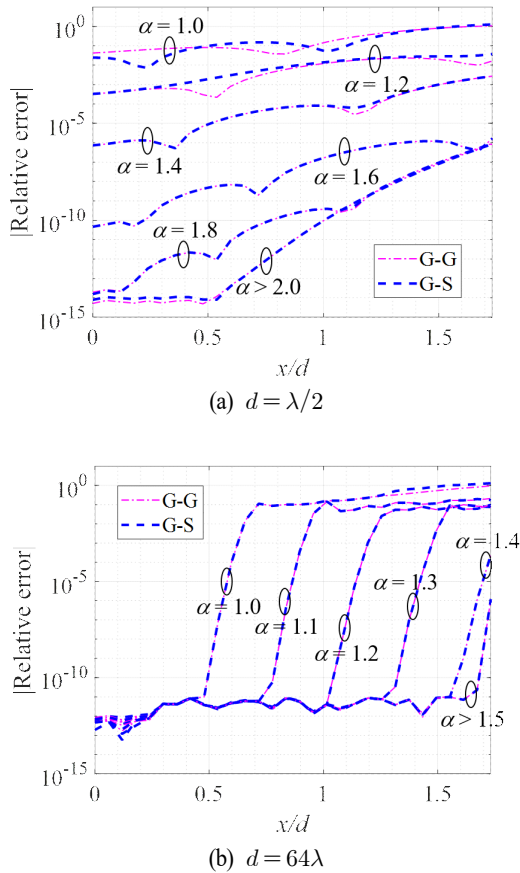 10^0
10^-5
10^-10
10^-15
|Relative error|
α = 1.0
α = 1.2
α = 1.4
α = 1.6
α = 1.8
α > 2.0
G-G
G-S
0 0.5 1 1.5
x/d
(a) d = λ/2
10^0
10^-5
10^-10
10^-15
|Relative error|
G-G
G-S
α = 1.4
α = 1.0
α = 1.1
α = 1.2
α = 1.3
α > 1.5
0 0.5 1 1.5
x/d
(b) d = 64λ